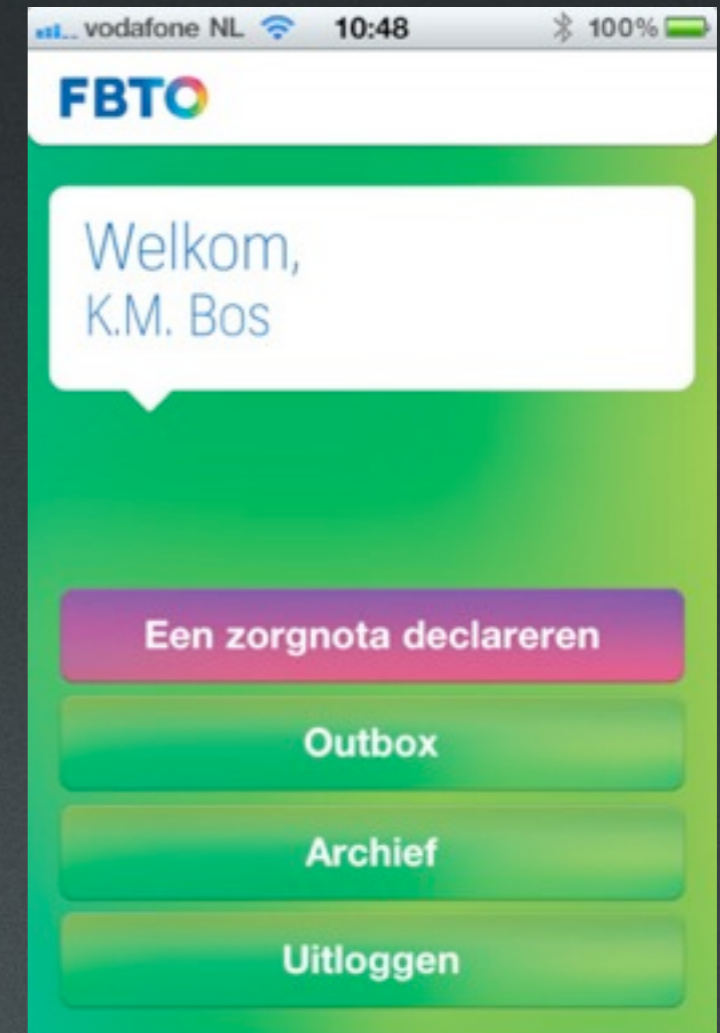 vodafone NL 10:48 100%
FBTO
Welkom,
K.M. Bos
Een zorgnota declareren
Outbox
Archief
Uitloggen